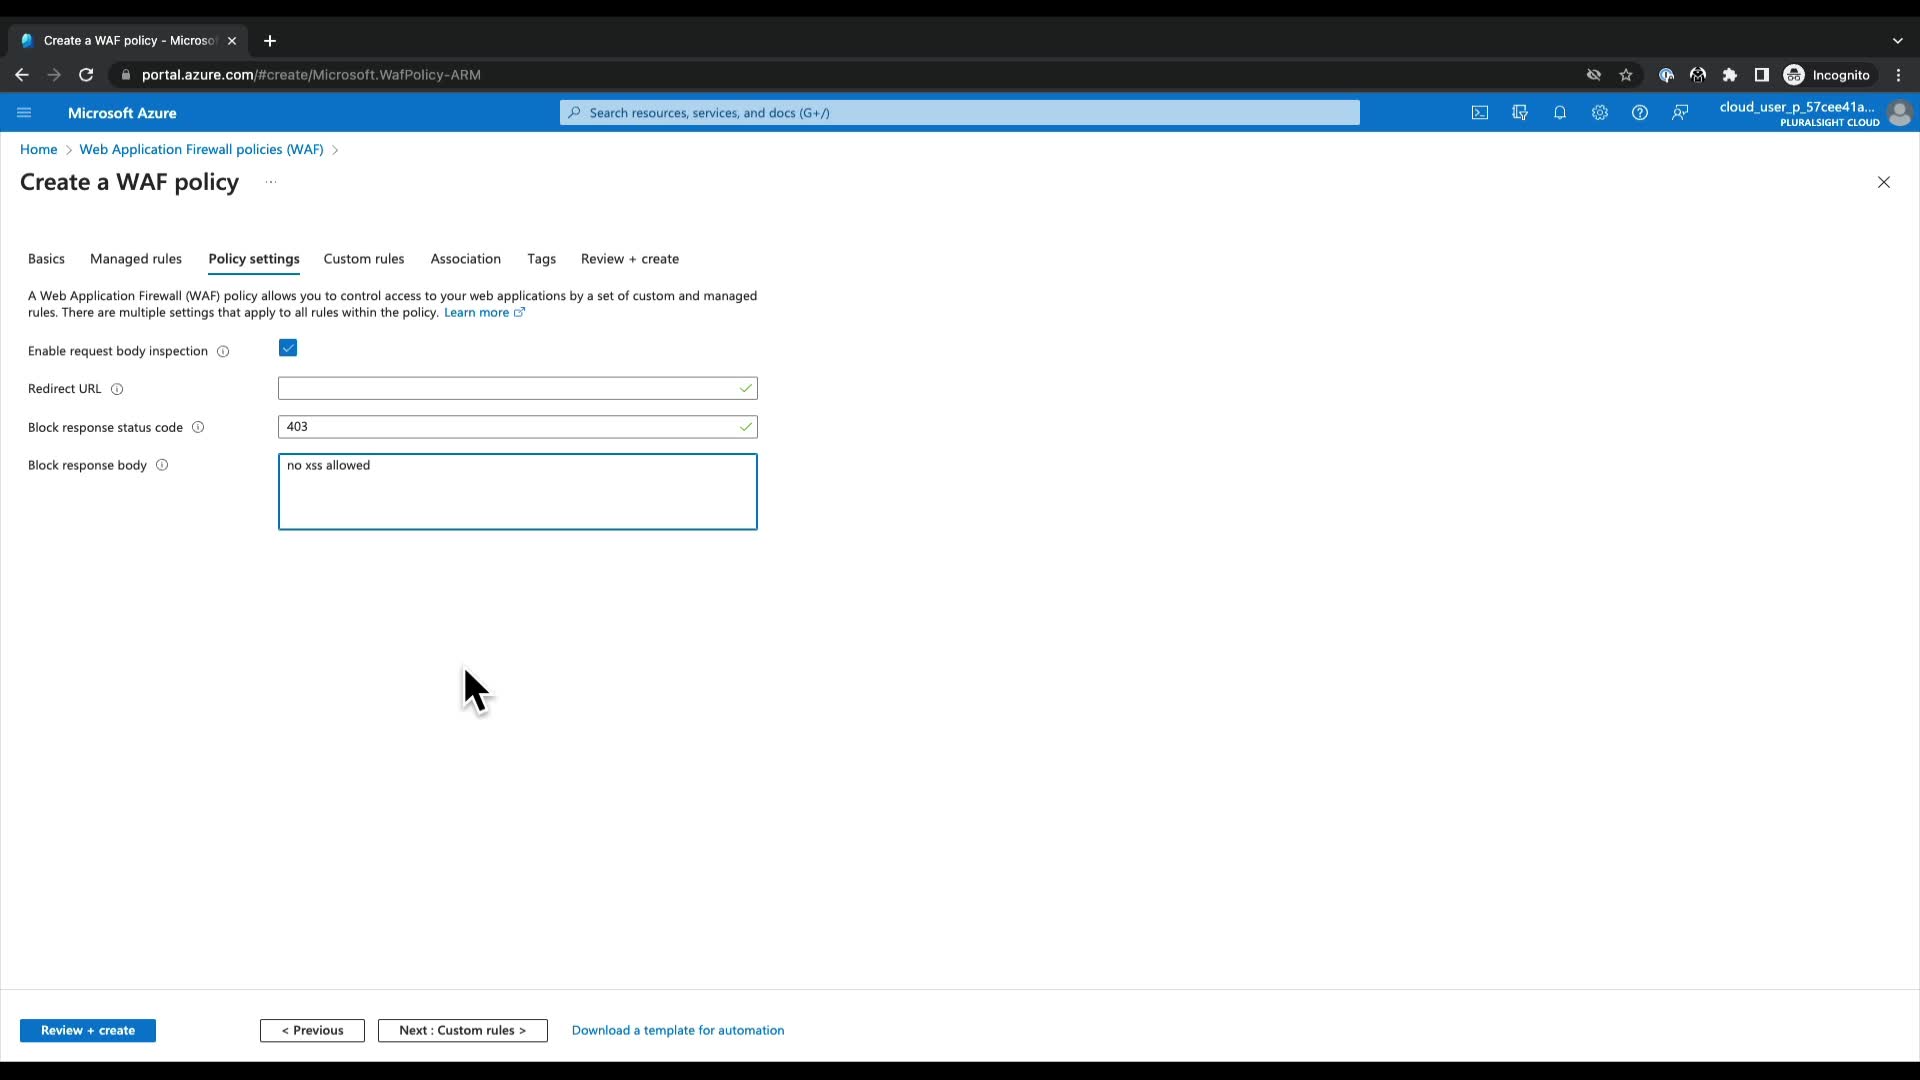 Create a WAF policy - Microso
portal.azure.com/#create/Microsoft.WafPolicy-ARM
Incognito
Microsoft Azure
Search resources, services, and docs (G+/)
cloud_user_p_57cee41a...
PLURALSIGHT CLOUD
Home > Web Application Firewall policies (WAF) >
Create a WAF policy ...
Basics Managed rules Policy settings Custom rules Association Tags Review + create
A Web Application Firewall (WAF) policy allows you to control access to your web applications by a set of custom and managed
rules. There are multiple settings that apply to all rules within the policy. Learn more
Enable request body inspection
Redirect URL
Block response status code
403
Block response body
no xss allowed
Review + create
< Previous
Next : Custom rules >
Download a template for automation